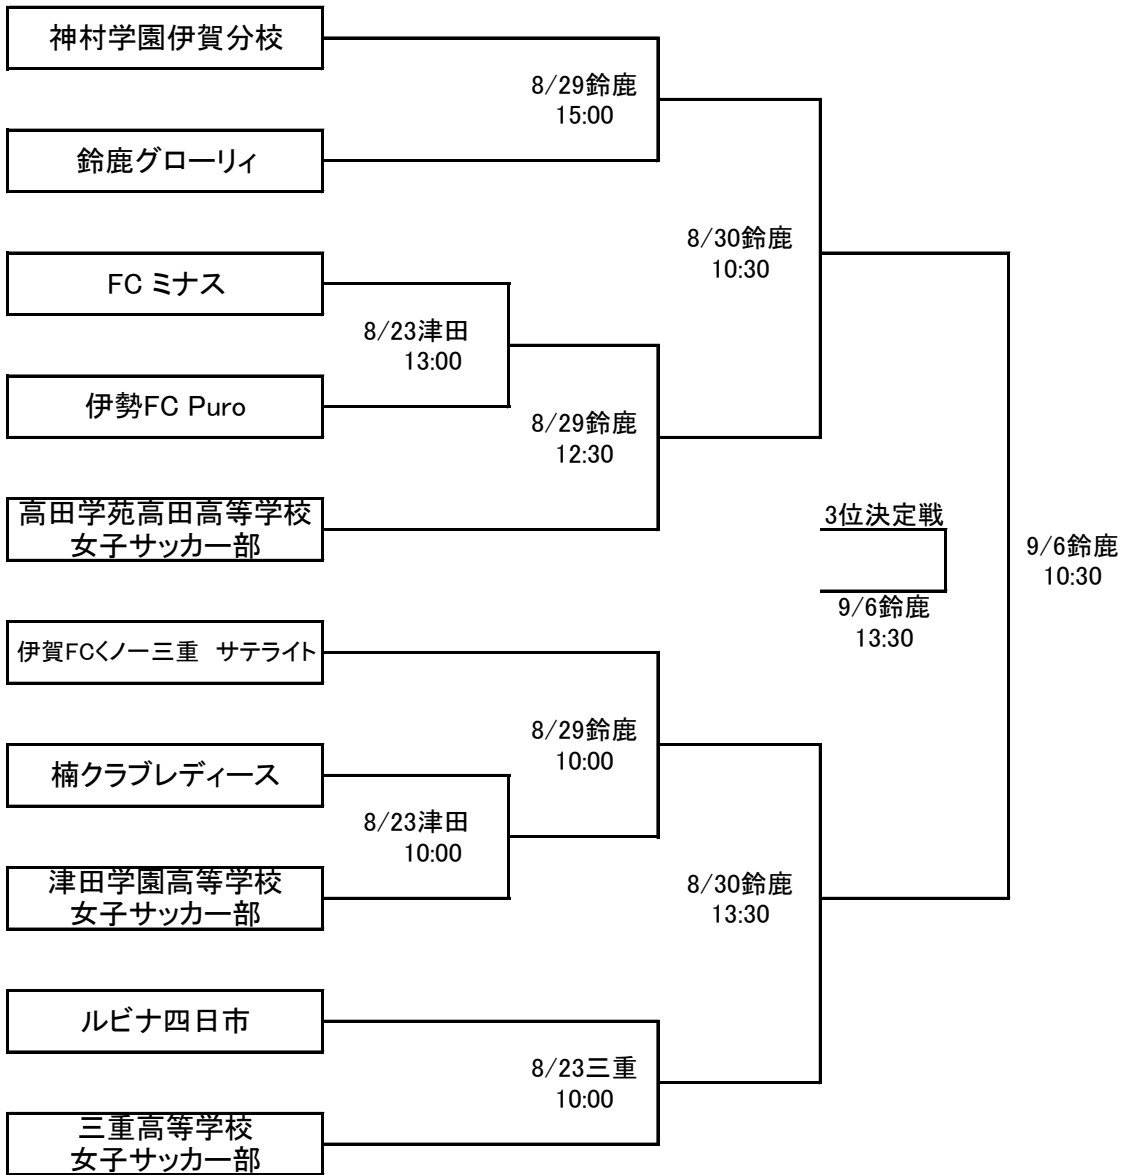 神村学園伊賀分校
8/29鈴鹿
15:00
鈴鹿グローリィ
8/30鈴鹿
10:30
FC ミナス
8/23津田
13:00
伊勢FC Puro
8/29鈴鹿
12:30
高田学苑高田高等学校
女子サッカー部
3位決定戦
9/6鈴鹿
10:30
9/6鈴鹿
13:30
伊賀FCくノ一三重　サテライト
8/29鈴鹿
10:00
楠クラブレディース
8/23津田
10:00
津田学園高等学校
女子サッカー部
8/30鈴鹿
13:30
ルビナ四日市
8/23三重
10:00
三重高等学校
女子サッカー部